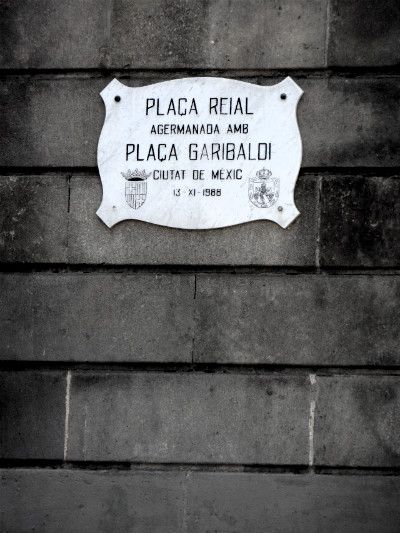 PLAÇA REIAL
AGERMANADA AMB
PLAÇA GARIBALDI
CIUTAT DE MÈXIC
13-XI-1988